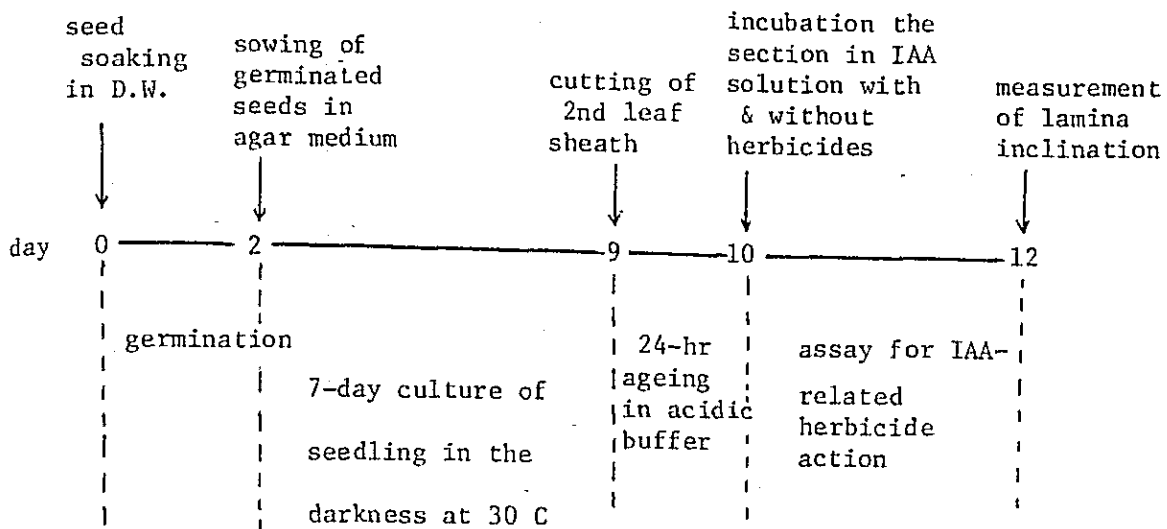 seed
soaking
in D.W.
sowing of
germinated
seeds in
agar medium
cutting of
2nd leaf
sheath
incubation the
section in IAA
solution with
& without
herbicides
measurement
of lamina
inclination
day 0 2 9 10 12
germination
7-day culture of
seedling in the
darkness at 30 C
24-hr
ageing
in acidic
buffer
assay for IAA-
related
herbicide
action